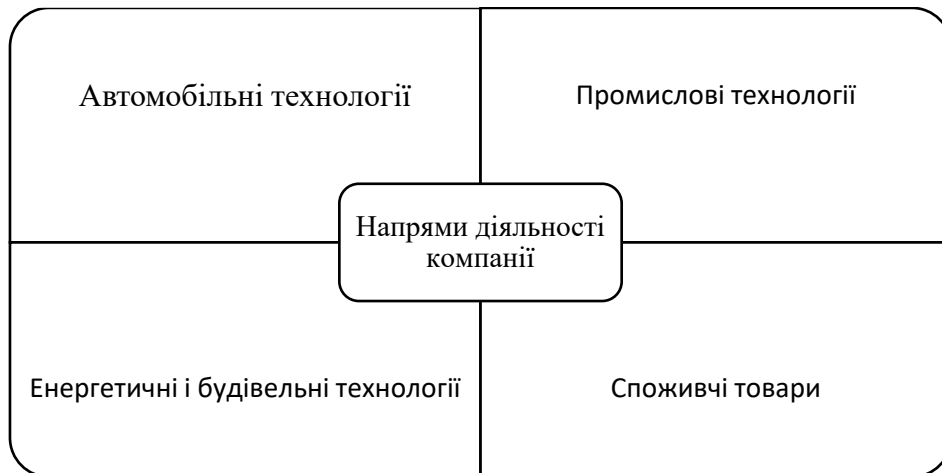 Автомобільні технології
Промислові технології
Напрями діяльності
компанії
Енергетичні і будівельні технології
Споживчі товари